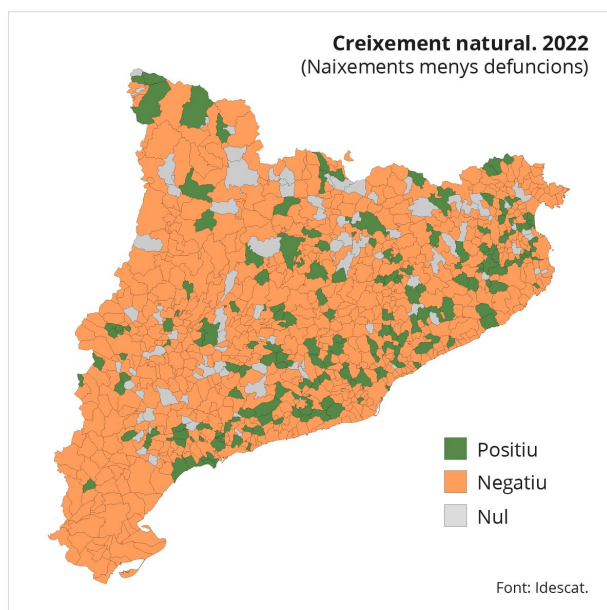 Creixement natural. 2022
(Naixements menys defuncions)
Positiu
Negatiu
Nul
Font: Idescat.